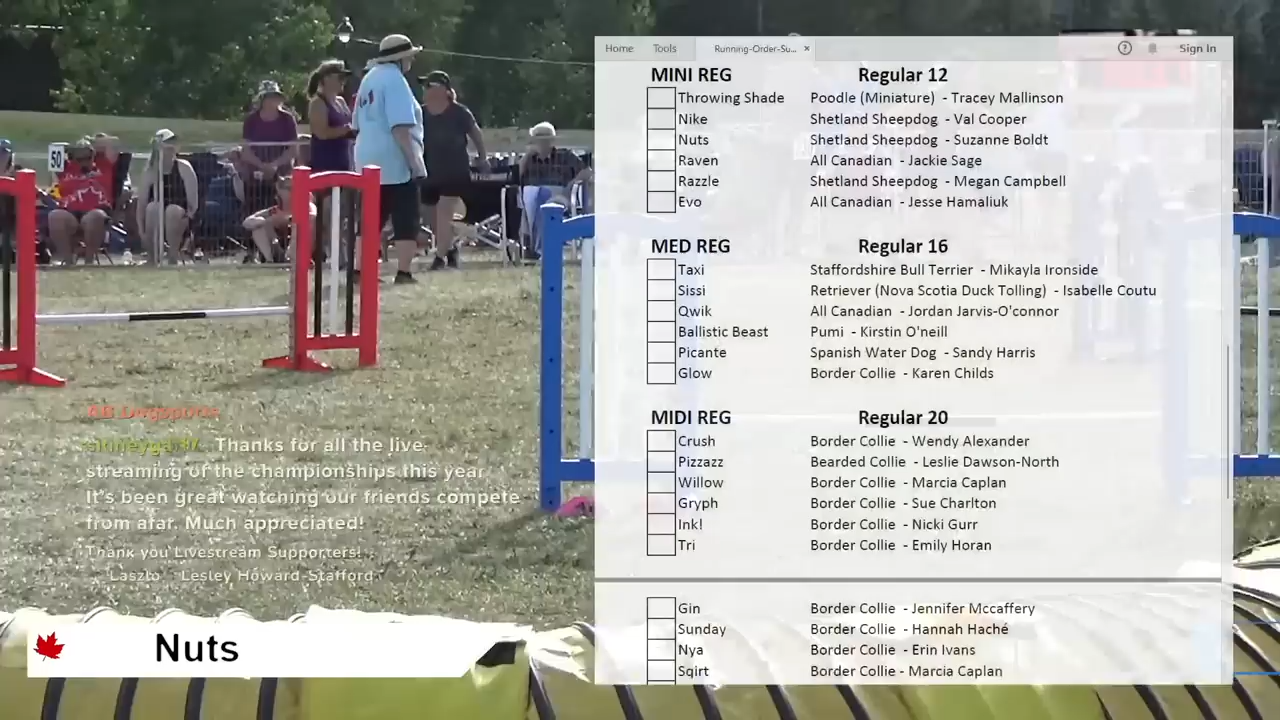 Home Tools Running-Order-Su... × ? Sign In
MINI REG Regular 12
Throwing Shade Poodle (Miniature) - Tracey Mallinson
Nike Shetland Sheepdog - Val Cooper
Nuts Shetland Sheepdog - Suzanne Boldt
Raven All Canadian - Jackie Sage
Razzle Shetland Sheepdog - Megan Campbell
Evo All Canadian - Jesse Hamaliuk
MED REG Regular 16
Taxi Staffordshire Bull Terrier - Mikayla Ironside
Sissi Retriever (Nova Scotia Duck Tolling) - Isabelle Coutu
Qwik All Canadian - Jordan Jarvis-O'connor
Ballistic Beast Pumi - Kirstin O'neill
Picante Spanish Water Dog - Sandy Harris
Glow Border Collie - Karen Childs
MIDI REG Regular 20
Crush Border Collie - Wendy Alexander
Pizzazz Bearded Collie - Leslie Dawson-North
Willow Border Collie - Marcia Caplan
Gryph Border Collie - Sue Charlton
Ink! Border Collie - Nicki Gurr
Tri Border Collie - Emily Horan
Gin Border Collie - Jennifer Mccaffery
Sunday Border Collie - Hannah Haché
Nya Border Collie - Erin Ivans
Sqirt Border Collie - Marcia Caplan
50
AB Dogsports
Thanks for all the live
streaming of the championships this year
It's been great watching our friends compete
from afar. Much appreciated!
Thank you Livestream Supporters!
Laszlo Lesley Howard-Stafford
Nuts